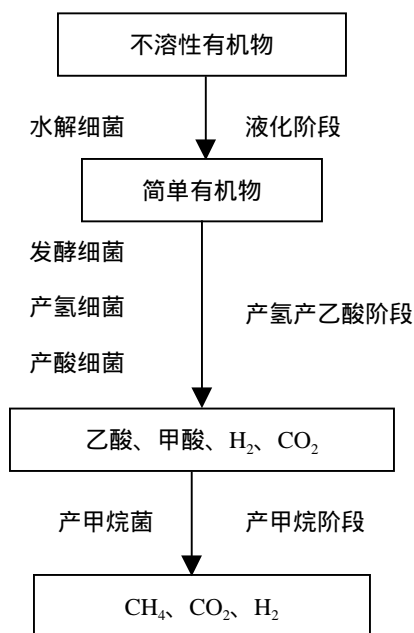 不溶性有机物
水解细菌 液化阶段
简单有机物
发酵细菌
产氢细菌
产氢产乙酸阶段
产酸细菌
乙酸、甲酸、H₂、CO₂
产甲烷菌 产甲烷阶段
CH₄、CO₂、H₂